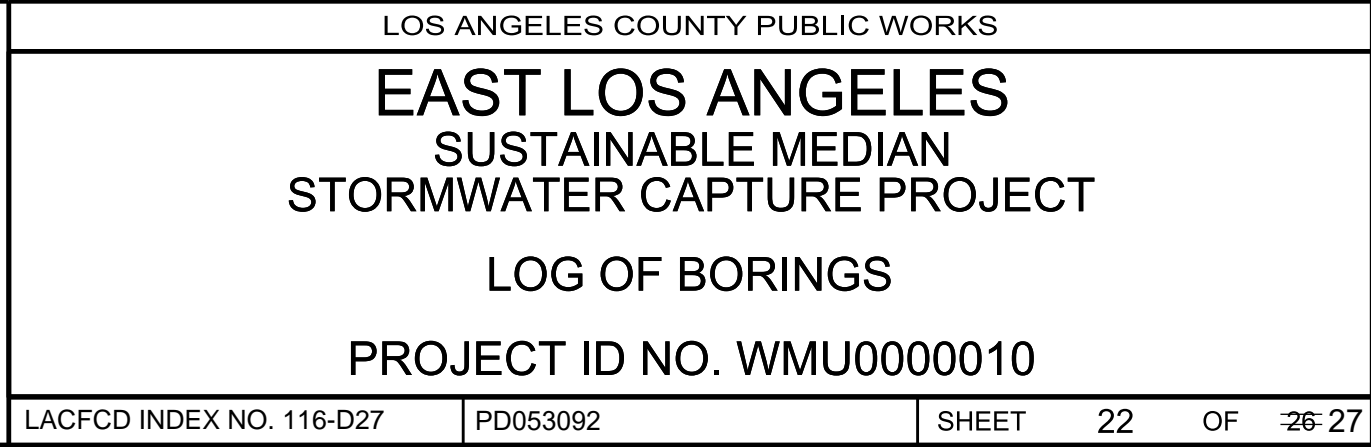 LOS ANGELES COUNTY PUBLIC WORKS
EAST LOS ANGELES
SUSTAINABLE MEDIAN
STORMWATER CAPTURE PROJECT
LOG OF BORINGS
PROJECT ID NO. WMU0000010
LACFCD INDEX NO. 116-D27 PD053092 SHEET 22 OF 26 27